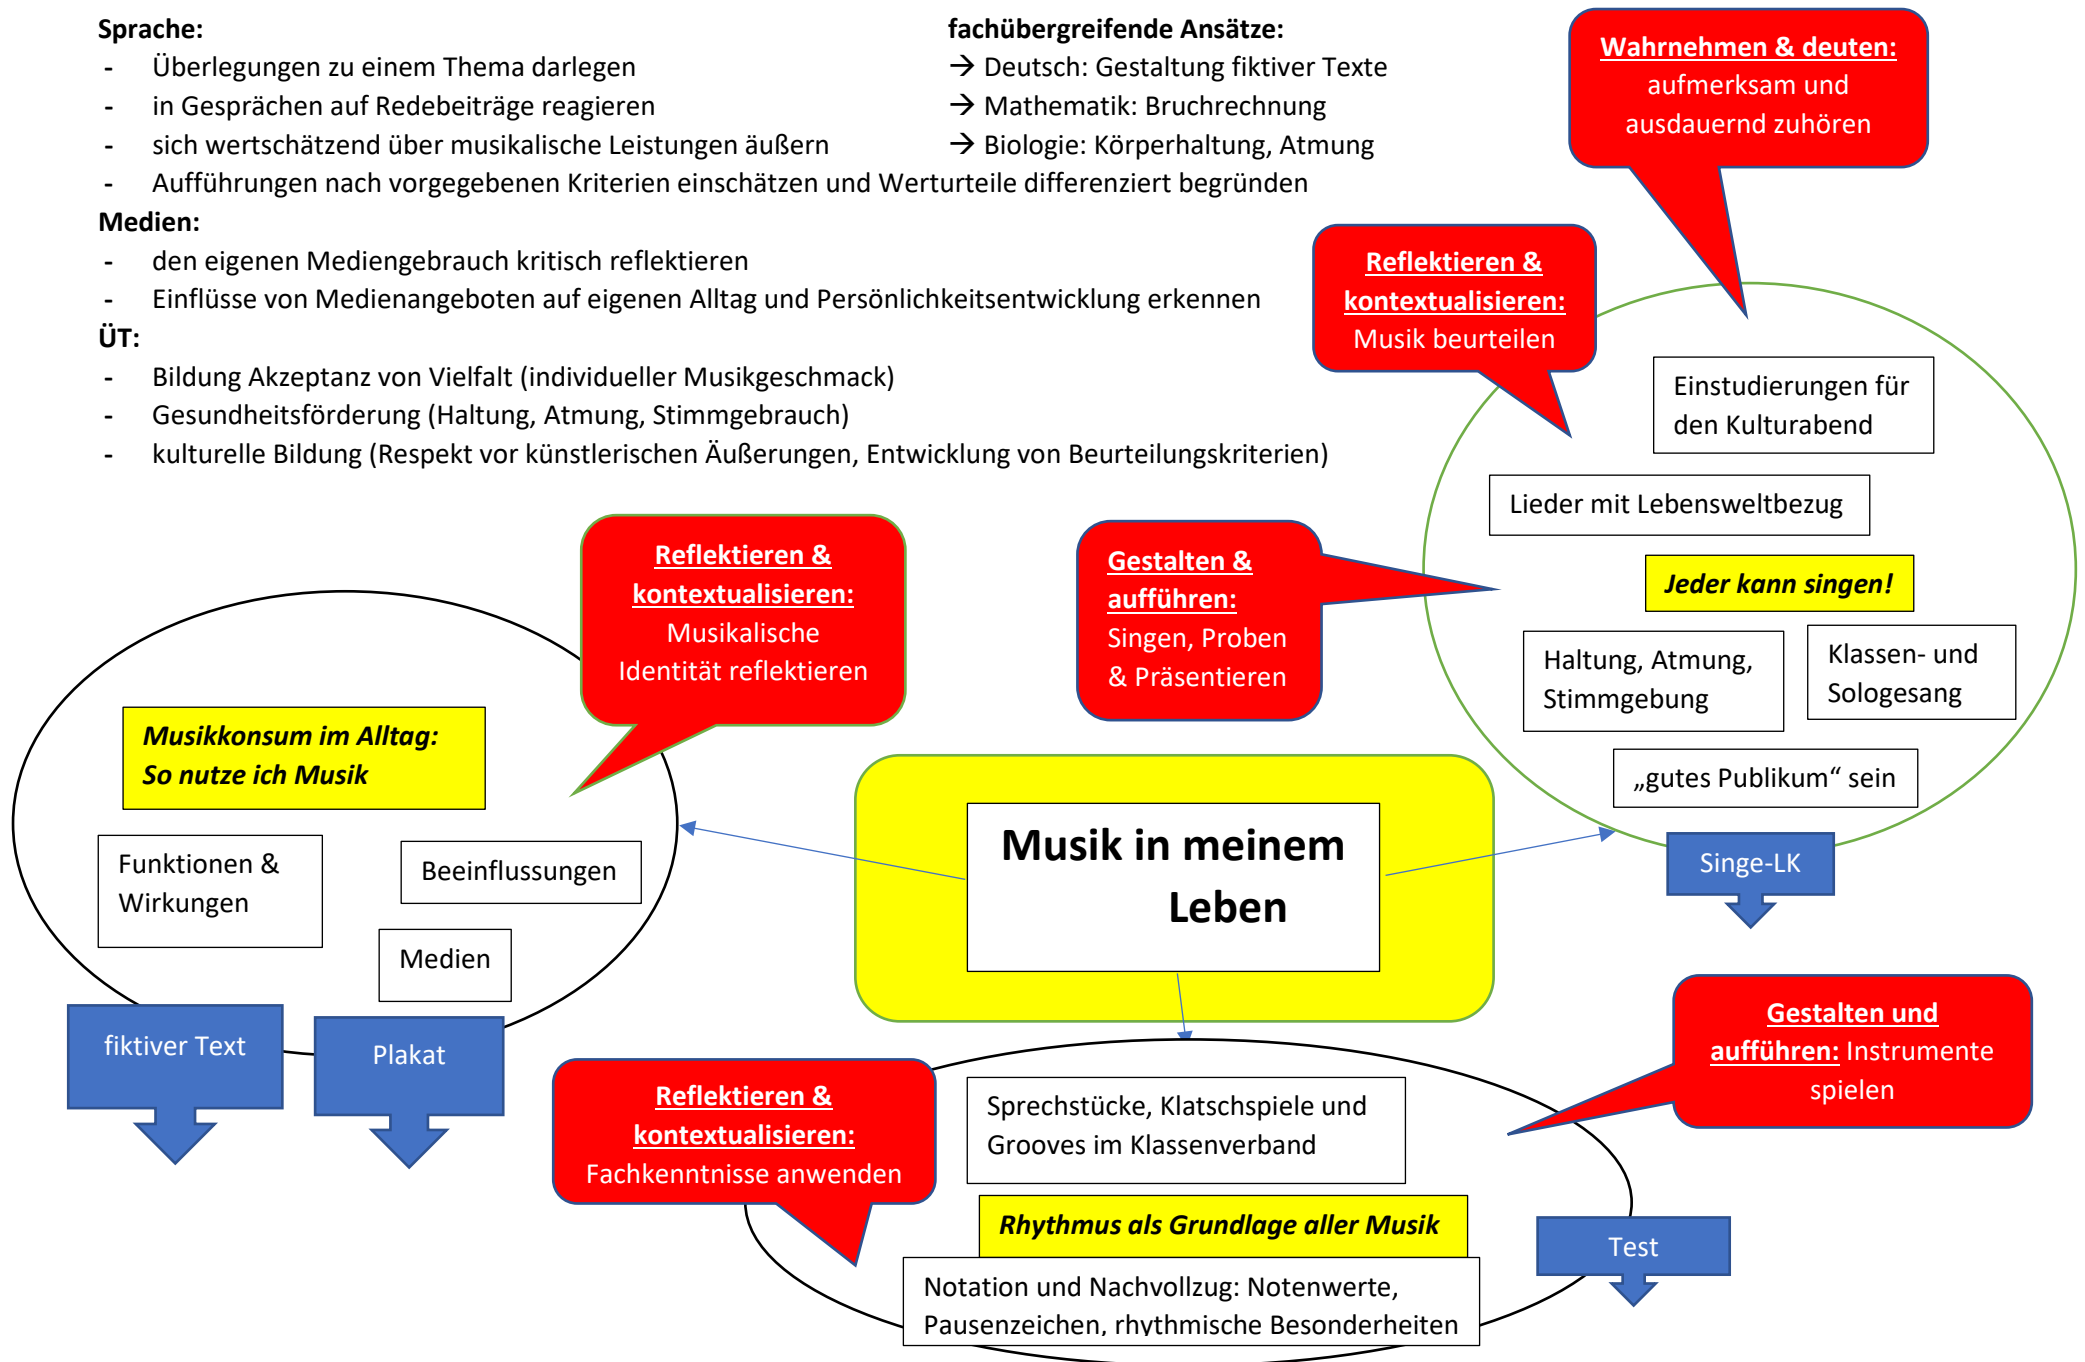 Sprache:
- Überlegungen zu einem Thema darlegen
- in Gesprächen auf Redebeiträge reagieren
- sich wertschätzend über musikalische Leistungen äußern
- Aufführungen nach vorgegebenen Kriterien einschätzen und Werturteile differenziert begründen
fachübergreifende Ansätze:
→ Deutsch: Gestaltung fiktiver Texte
→ Mathematik: Bruchrechnung
→ Biologie: Körperhaltung, Atmung
Medien:
- den eigenen Mediengebrauch kritisch reflektieren
- Einflüsse von Medienangeboten auf eigenen Alltag und Persönlichkeitsentwicklung erkennen
ÜT:
- Bildung Akzeptanz von Vielfalt (individueller Musikgeschmack)
- Gesundheitsförderung (Haltung, Atmung, Stimmgebrauch)
- kulturelle Bildung (Respekt vor künstlerischen Äußerungen, Entwicklung von Beurteilungskriterien)
Wahrnehmen & deuten:
aufmerksam und
ausdauernd zuhören
Reflektieren &
kontextualisieren:
Musik beurteilen
Einstudierungen für
den Kulturabend
Lieder mit Lebensweltbezug
Jeder kann singen!
Haltung, Atmung,
Stimmgebung
Klassen- und
Sologesang
„gutes Publikum“ sein
Singe-LK
Gestalten &
aufführen:
Singen, Proben
& Präsentieren
Reflektieren &
kontextualisieren:
Musikalische
Identität reflektieren
Musikkonsum im Alltag:
So nutze ich Musik
Funktionen &
Wirkungen
Beeinflussungen
Medien
fiktiver Text
Plakat
Musik in meinem
Leben
Gestalten und
aufführen: Instrumente
spielen
Reflektieren &
kontextualisieren:
Fachkenntnisse anwenden
Sprechstücke, Klatschspiele und
Grooves im Klassenverband
Rhythmus als Grundlage aller Musik
Notation und Nachvollzug: Notenwerte,
Pausenzeichen, rhythmische Besonderheiten
Test